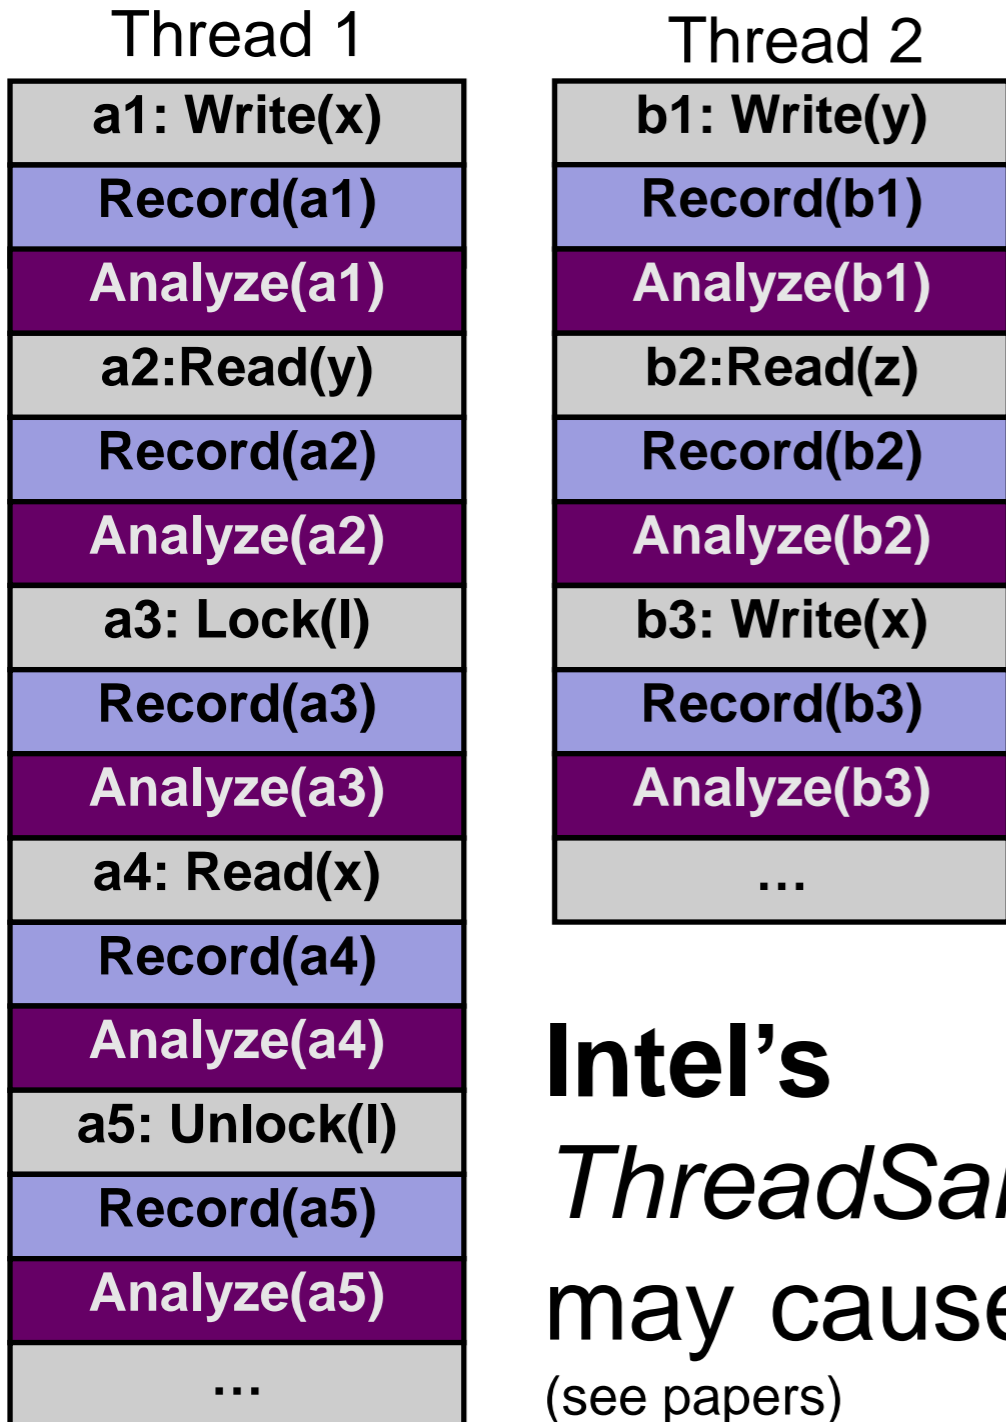 Thread 1
a1: Write(x)
Record(a1)
Analyze(a1)
a2:Read(y)
Record(a2)
Analyze(a2)
a3: Lock(l)
Record(a3)
Analyze(a3)
a4: Read(x)
Record(a4)
Analyze(a4)
a5: Unlock(l)
Record(a5)
Analyze(a5)
…
Thread 2
b1: Write(y)
Record(b1)
Analyze(b1)
b2:Read(z)
Record(b2)
Analyze(b2)
b3: Write(x)
Record(b3)
Analyze(b3)
…
Intel’s
may cause
(see papers)